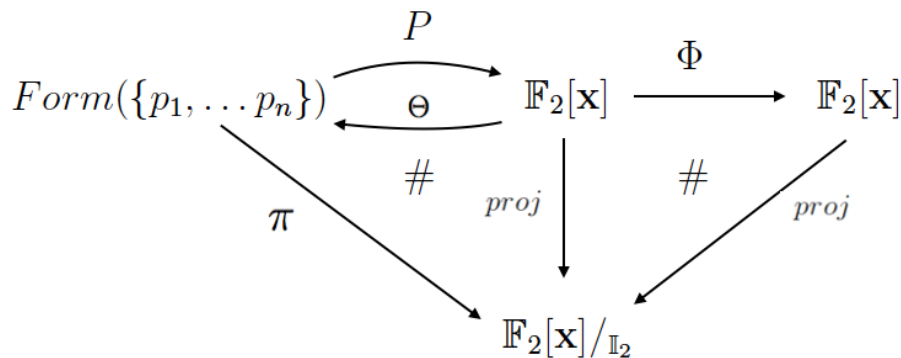 P
Φ
Form({p₁, … pₙ}) Θ 𝔽₂[𝐱] 𝔽₂[𝐱]
# #
π proj proj
𝔽₂[𝐱]/𝕀₂